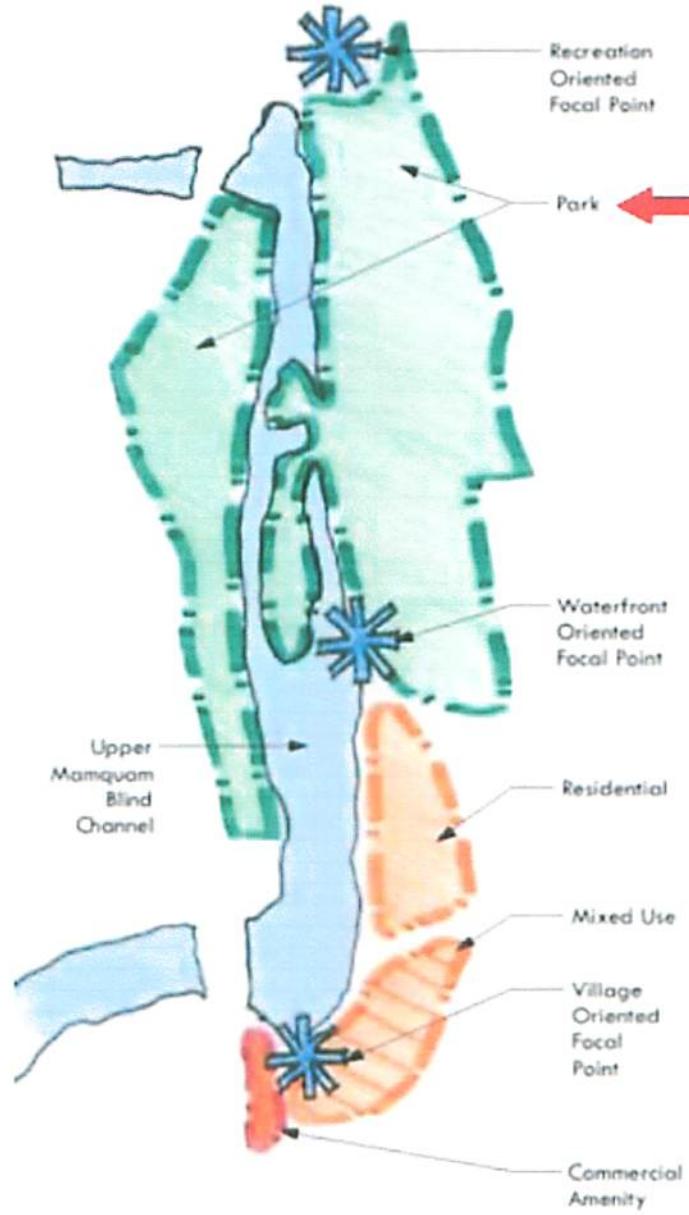 Recreation
Oriented
Focal Point
Park
Waterfront
Oriented
Focal Point
Upper
Mamquam
Blind
Channel
Residential
Mixed Use
Village
Oriented
Focal
Point
Commercial
Amenity